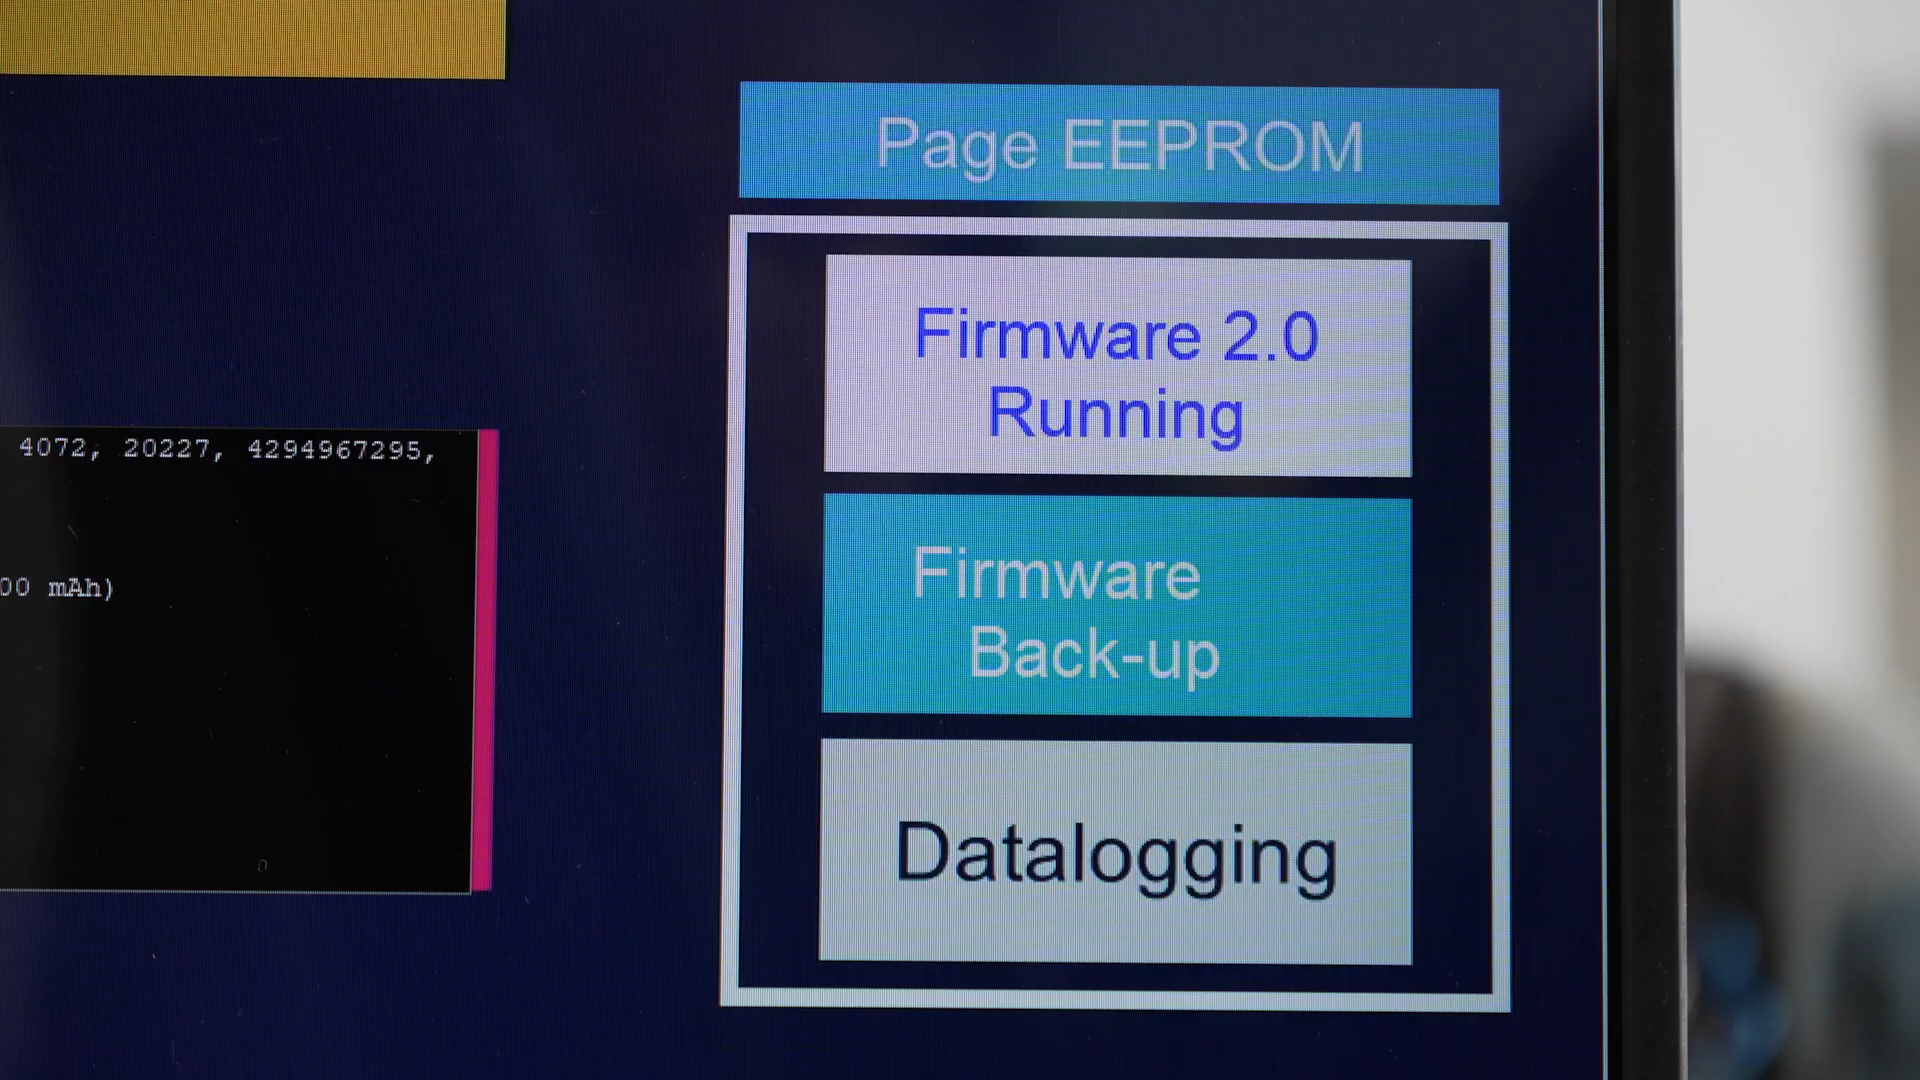 Page EEPROM
Firmware 2.0
Running
4072, 20227, 4294967295,
Firmware
Back-up
00 mAh)
Datalogging